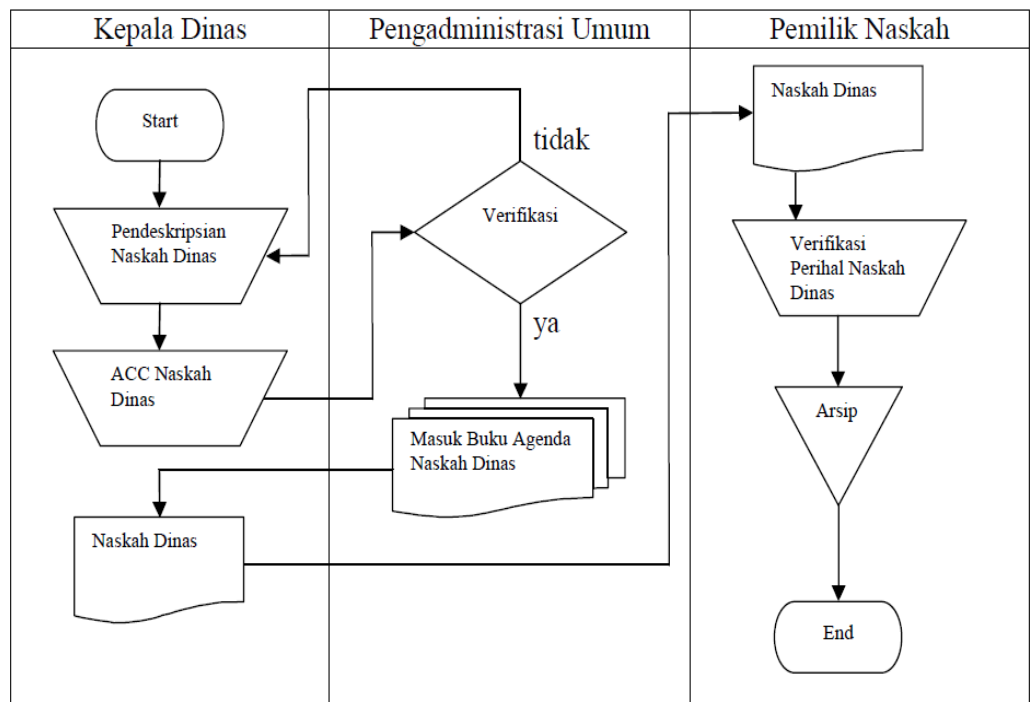 Kepala Dinas
Pengadministrasi Umum
Pemilik Naskah
Start
Pendeskripsian
Naskah Dinas
ACC Naskah
Dinas
Naskah Dinas
tidak
Verifikasi
ya
Masuk Buku Agenda
Naskah Dinas
Naskah Dinas
Verifikasi
Perihal Naskah
Dinas
Arsip
End